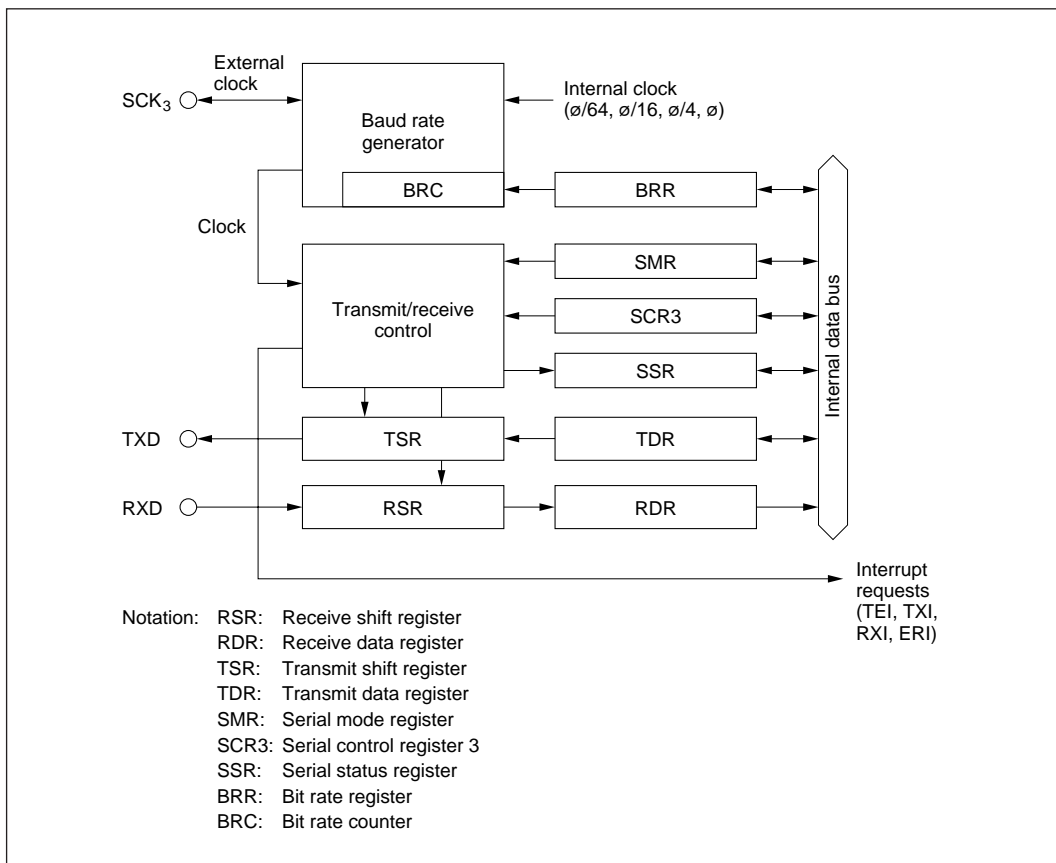 External
clock
SCK3
Baud rate
generator
Internal clock
(ø/64, ø/16, ø/4, ø)
BRC
BRR
Clock
Transmit/receive
control
SMR
SCR3
SSR
Internal data bus
TXD
TSR
TDR
RXD
RSR
RDR
Interrupt
requests
(TEI, TXI,
RXI, ERI)
Notation: RSR: Receive shift register
RDR: Receive data register
TSR: Transmit shift register
TDR: Transmit data register
SMR: Serial mode register
SCR3: Serial control register 3
SSR: Serial status register
BRR: Bit rate register
BRC: Bit rate counter